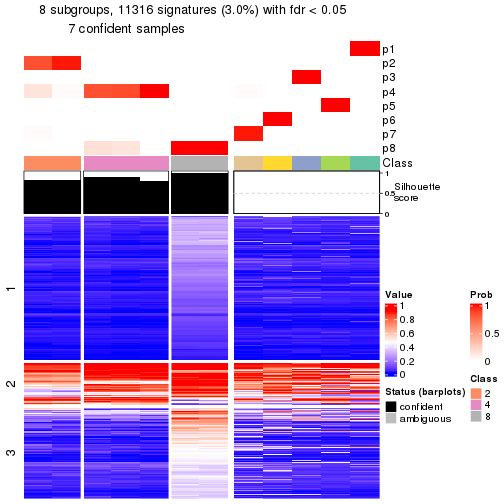 8 subgroups, 11316 signatures (3.0%) with fdr < 0.05
7 confident samples
p1
p2
p3
p4
p5
p6
p7
p8
Class
1
0.5
0
Silhouette
score
1
2
3
Value
1
0.8
0.6
0.4
0.2
0
Prob
1
0.5
0
Status (barplots)
confident
ambiguous
Class
2
4
8